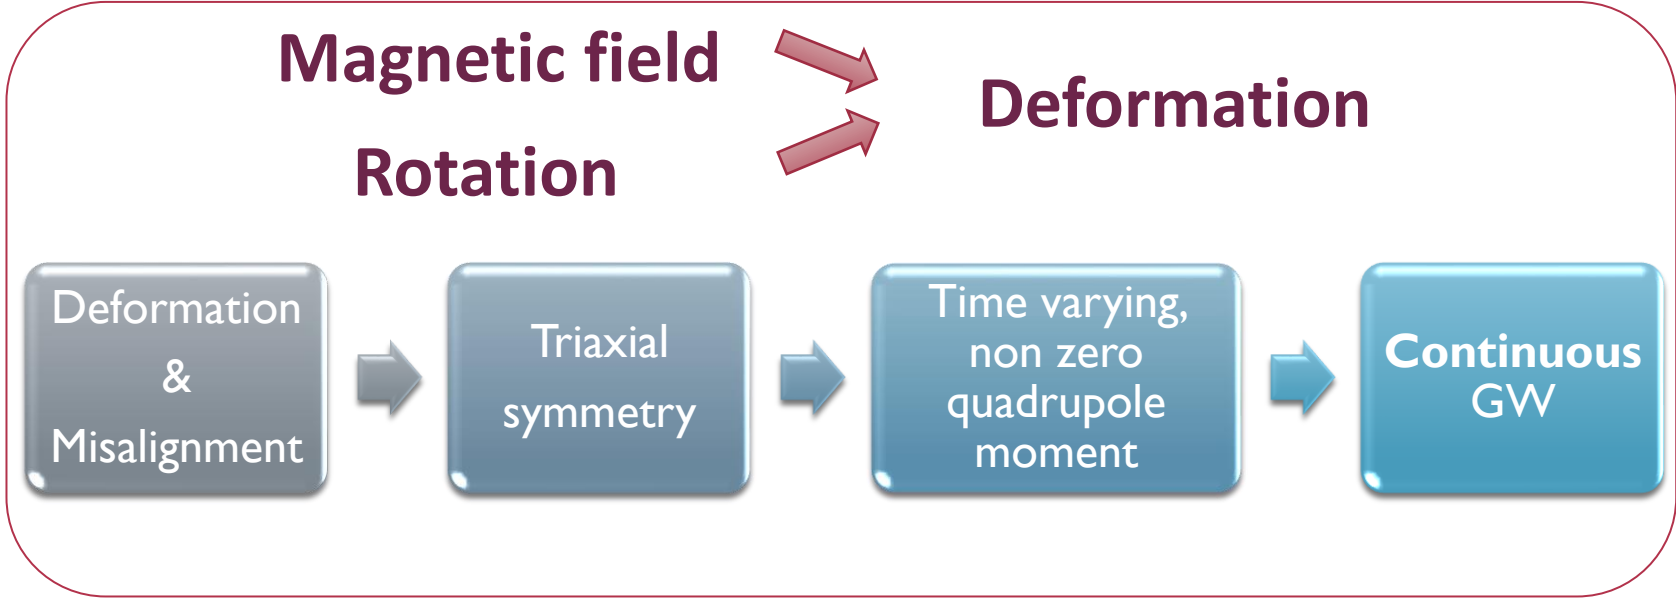 Magnetic field
Rotation
Deformation
Deformation
&
Misalignment
Triaxial
symmetry
Time varying,
non zero
quadrupole
moment
Continuous
GW